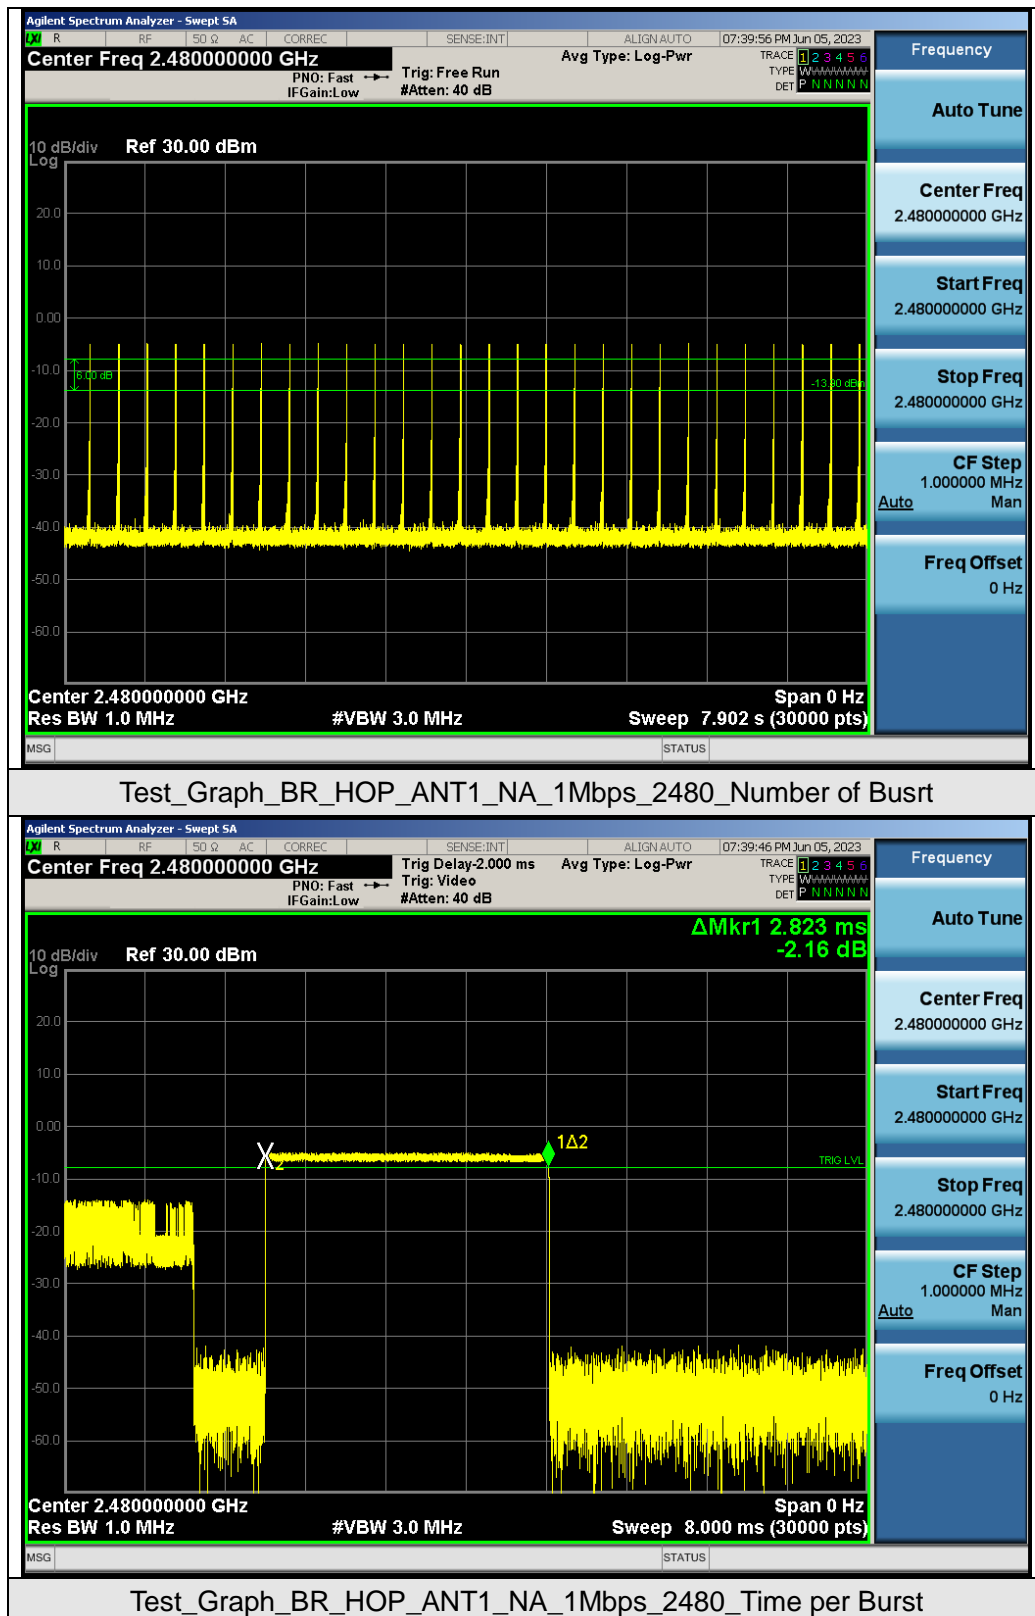 Agilent Spectrum Analyzer - Swept SA
LXI R RF 50 Ω AC CORREC SENSE:INT ALIGN AUTO 07:39:56 PM Jun 05, 2023
Center Freq 2.480000000 GHz Avg Type: Log-Pwr TRACE 1 2 3 4 5 6
PNO: Fast Trig: Free Run TYPE WWWWWW
IFGain:Low #Atten: 40 dB DET P N N N N N
Frequency
Auto Tune
10 dB/div Ref 30.00 dBm
Log
Center Freq
2.480000000 GHz
20.0
10.0
Start Freq
2.480000000 GHz
0.00
Stop Freq
2.480000000 GHz
-10.0
6.00 dB
-13.90 dBm
-20.0
CF Step
1.000000 MHz
Auto Man
-30.0
-40.0
Freq Offset
0 Hz
-50.0
-60.0
Center 2.480000000 GHz Span 0 Hz
Res BW 1.0 MHz #VBW 3.0 MHz Sweep 7.902 s (30000 pts)
MSG STATUS
Test_Graph_BR_HOP_ANT1_NA_1Mbps_2480_Number of Busrt
Agilent Spectrum Analyzer - Swept SA
LXI R RF 50 Ω AC CORREC SENSE:INT ALIGN AUTO 07:39:46 PM Jun 05, 2023
Center Freq 2.480000000 GHz Trig Delay-2.000 ms Avg Type: Log-Pwr TRACE 1 2 3 4 5 6
PNO: Fast Trig: Video TYPE WWWWWW
IFGain:Low #Atten: 40 dB DET P N N N N N
Frequency
Auto Tune
ΔMkr1 2.823 ms
-2.16 dB
10 dB/div Ref 30.00 dBm
Log
Center Freq
2.480000000 GHz
20.0
10.0
Start Freq
2.480000000 GHz
0.00
X2 1Δ2
TRIG LVL
-10.0
Stop Freq
2.480000000 GHz
-20.0
CF Step
1.000000 MHz
Auto Man
-30.0
-40.0
Freq Offset
0 Hz
-50.0
-60.0
Center 2.480000000 GHz Span 0 Hz
Res BW 1.0 MHz #VBW 3.0 MHz Sweep 8.000 ms (30000 pts)
MSG STATUS
Test_Graph_BR_HOP_ANT1_NA_1Mbps_2480_Time per Burst